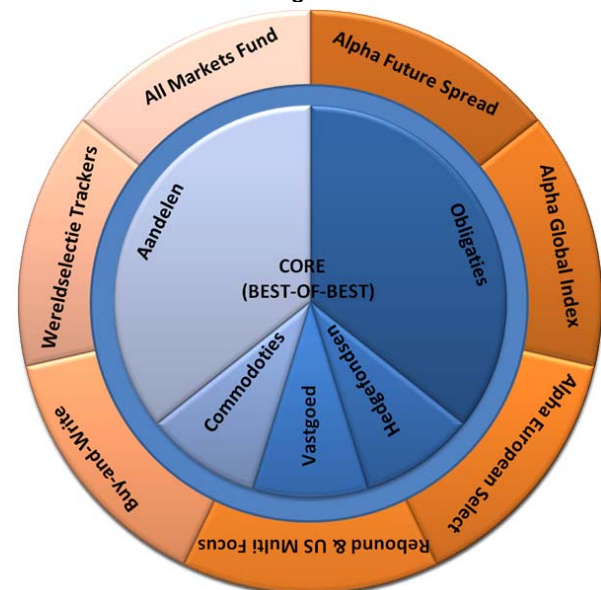 All Markets Fund
Alpha Future Spread
Alpha Global Index
Alpha European Select
Rebound & US Multi Focus
Buy-and-Write
Wereldselectie Trackers
Aandelen
Obligaties
CORE
(BEST-OF-BEST)
Hedgefondsen
Vastgoed
Commodoties